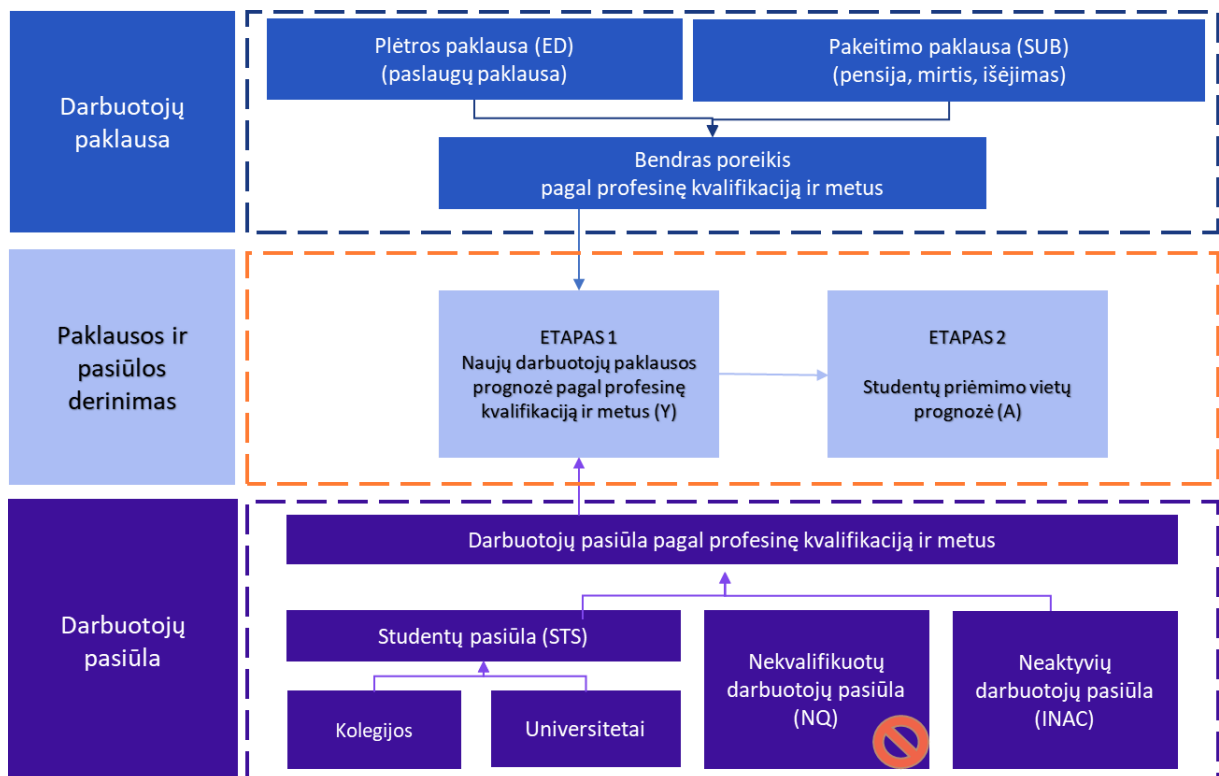 Darbuotojų
paklausa
Plėtros paklausa (ED)
(paslaugų paklausa)
Pakeitimo paklausa (SUB)
(pensija, mirtis, išėjimas)
Bendras poreikis
pagal profesinę kvalifikaciją ir metus
Paklausos ir
pasiūlos
derinimas
ETAPAS 1
Naujų darbuotojų paklausos
prognozė pagal profesinę
kvalifikaciją ir metus (Y)
ETAPAS 2
Studentų priėmimo vietų
prognozė (A)
Darbuotojų
pasiūla
Darbuotojų pasiūla pagal profesinę kvalifikaciją ir metus
Studentų pasiūla (STS)
Kolegijos
Universitetai
Nekvalifikuotų
darbuotojų pasiūla
(NQ)
Neaktyvių
darbuotojų pasiūla
(INAC)